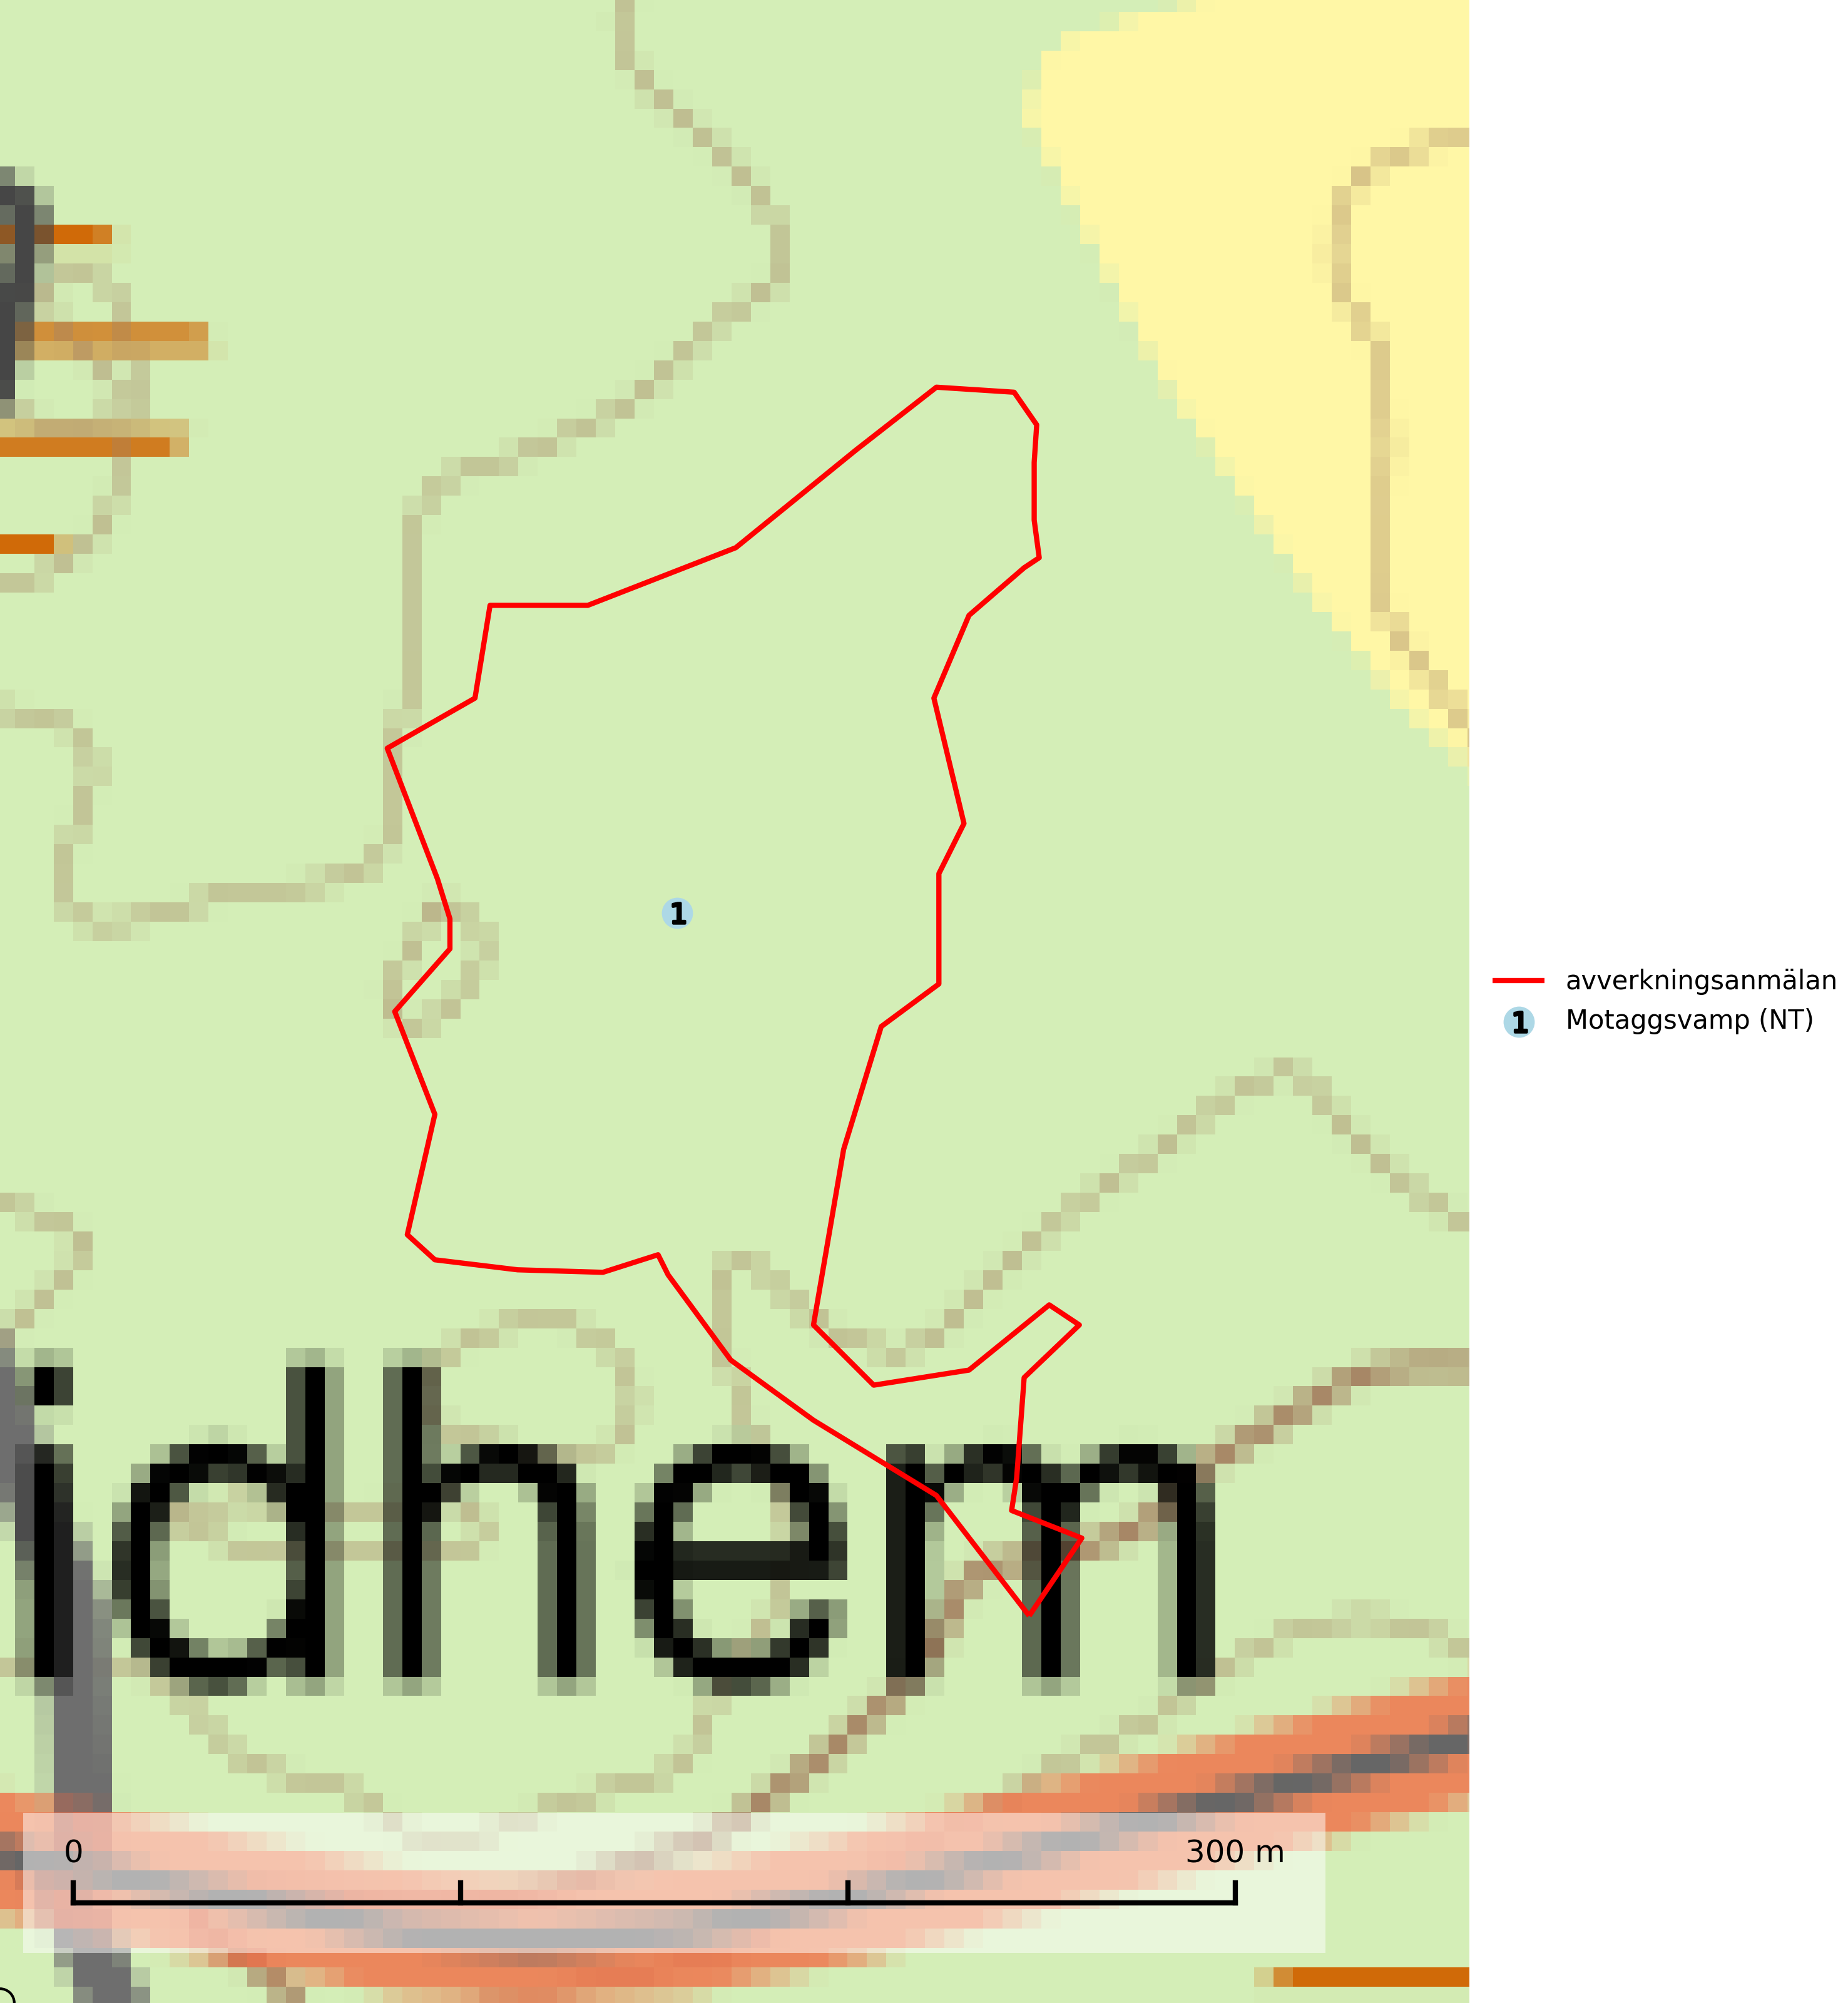 1
idhem
0 300 m
avverkningsanmälan
1 Motaggsvamp (NT)